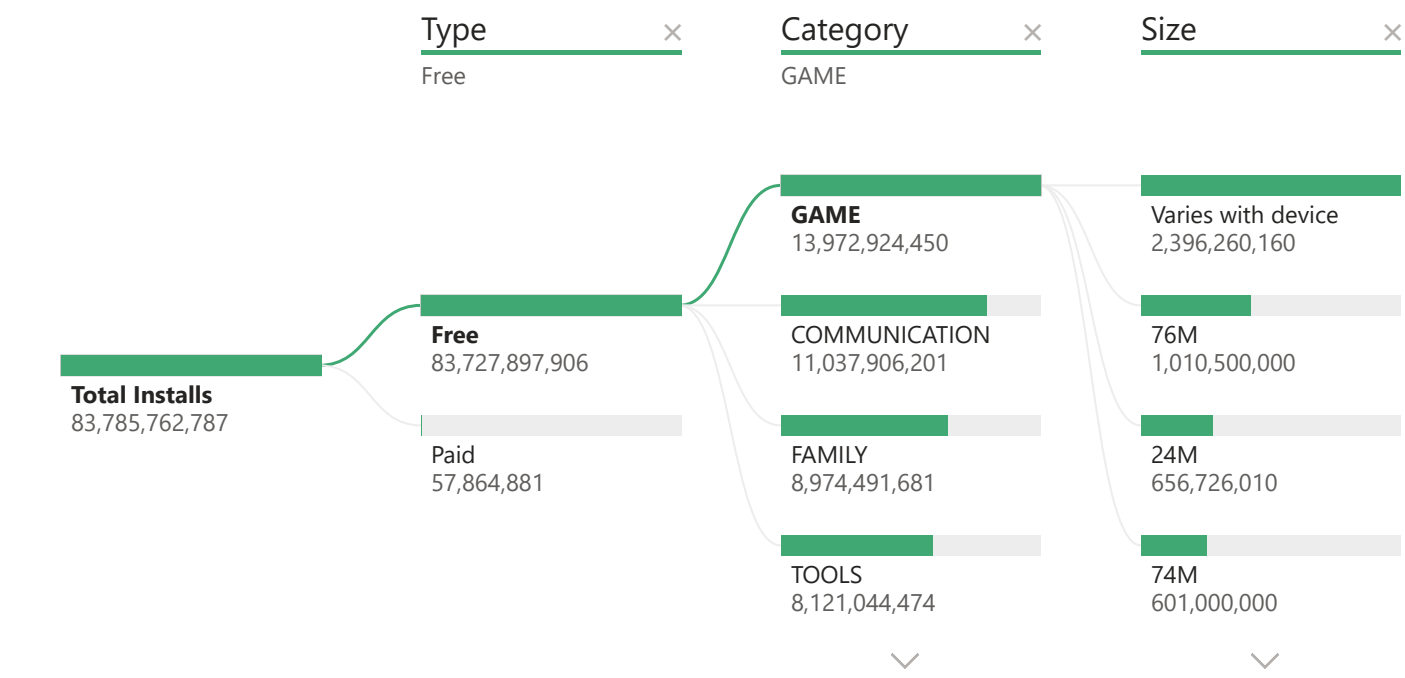 Type
Category
Size
Free
GAME
GAME
13,972,924,450
Varies with device
2,396,260,160
Free
83,727,897,906
COMMUNICATION
11,037,906,201
76M
1,010,500,000
Total Installs
83,785,762,787
Paid
57,864,881
FAMILY
8,974,491,681
24M
656,726,010
TOOLS
8,121,044,474
74M
601,000,000